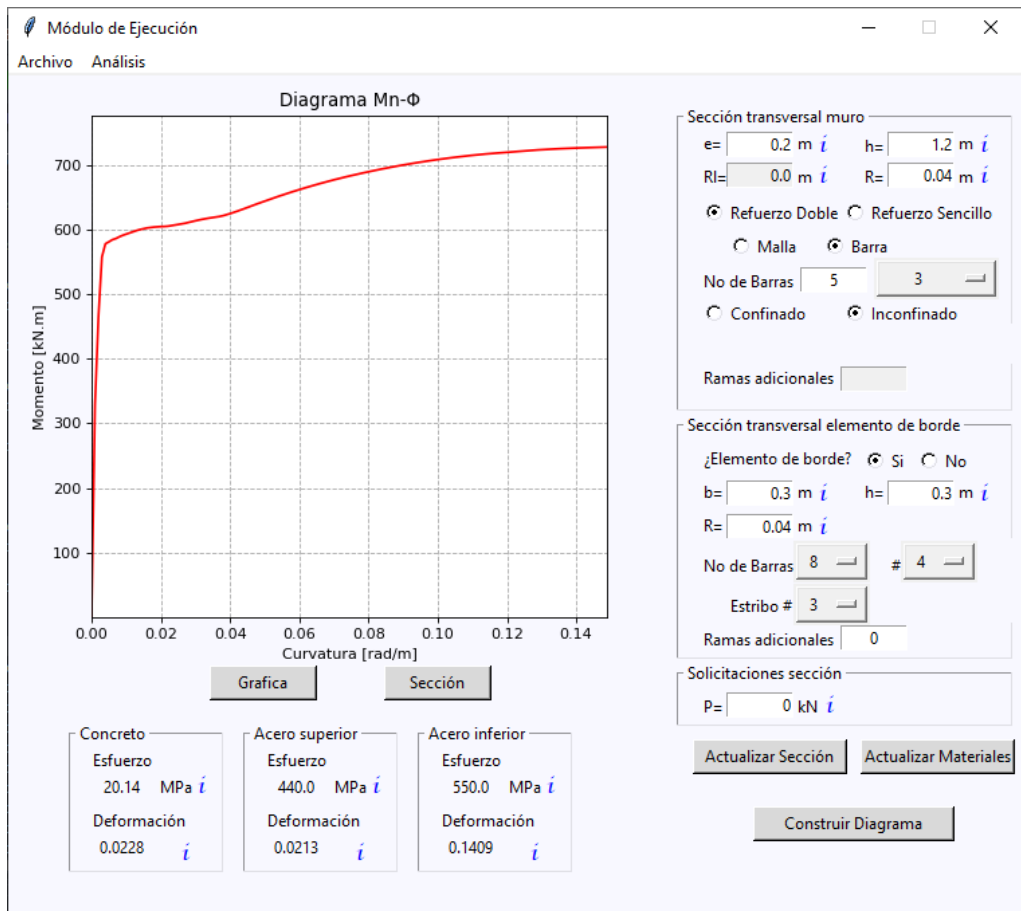 Módulo de Ejecución
Archivo Análisis
Diagrama Mn-Φ
Momento [kN.m]
700
600
500
400
300
200
100
0.00 0.02 0.04 0.06 0.08 0.10 0.12 0.14
Curvatura [rad/m]
Grafica Sección
Concreto
Esfuerzo
20.14 MPa i
Deformación
0.0228 i
Acero superior
Esfuerzo
440.0 MPa i
Deformación
0.0213 i
Acero inferior
Esfuerzo
550.0 MPa i
Deformación
0.1409 i
Sección transversal muro
e= 0.2 m i h= 1.2 m i
Rl= 0.0 m i R= 0.04 m i
Refuerzo Doble Refuerzo Sencillo
Malla Barra
No de Barras 5 3
Confinado Inconfinado
Ramas adicionales
Sección transversal elemento de borde
¿Elemento de borde? Si No
b= 0.3 m i h= 0.3 m i
R= 0.04 m i
No de Barras 8 # 4
Estribo # 3
Ramas adicionales 0
Solicitaciones sección
P= 0 kN i
Actualizar Sección Actualizar Materiales
Construir Diagrama